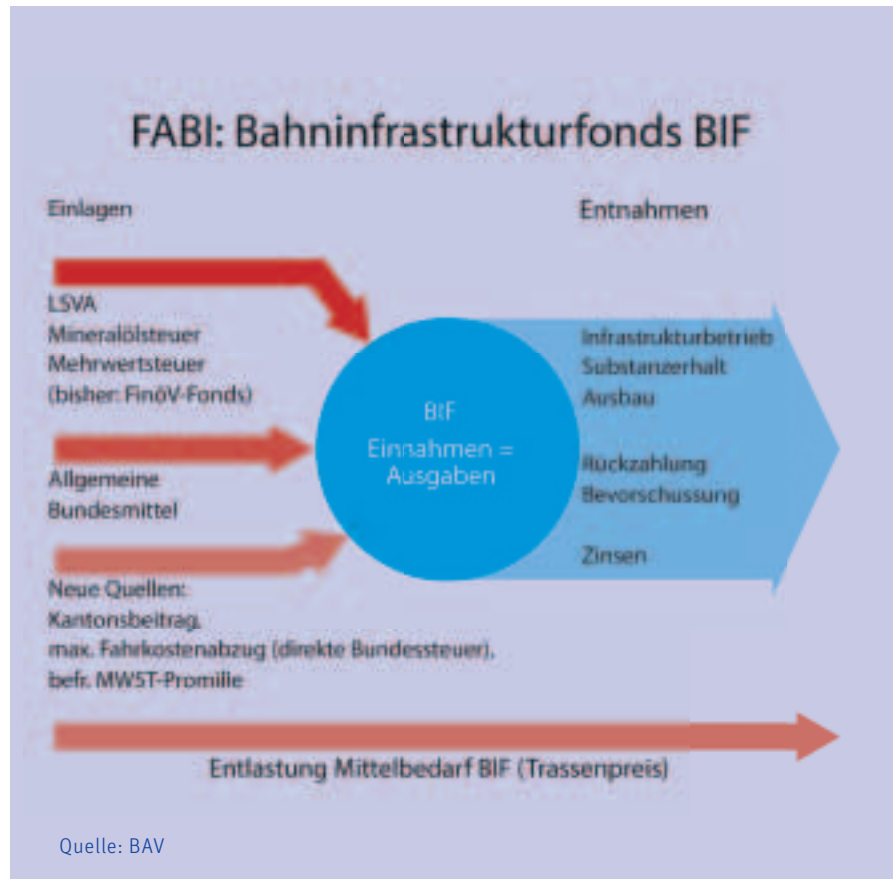 FABI: Bahninfrastrukturfonds BIF
Einlagen
Entnahmen
LSVA
Mineralölsteuer
Mehrwertsteuer
(bisher: FinöV-Fonds)
Allgemeine
Bundesmittel
Neue Quellen:
Kantonsbeitrag,
max. Fahrkostenabzug (direkte Bundessteuer),
befr. MWST-Promille
BIF
Einnahmen =
Ausgaben
Infrastrukturbetrieb
Substanzerhalt
Ausbau
Rückzahlung
Bevorschussung
Zinsen
Entlastung Mittelbedarf BIF (Trassenpreis)
Quelle: BAV